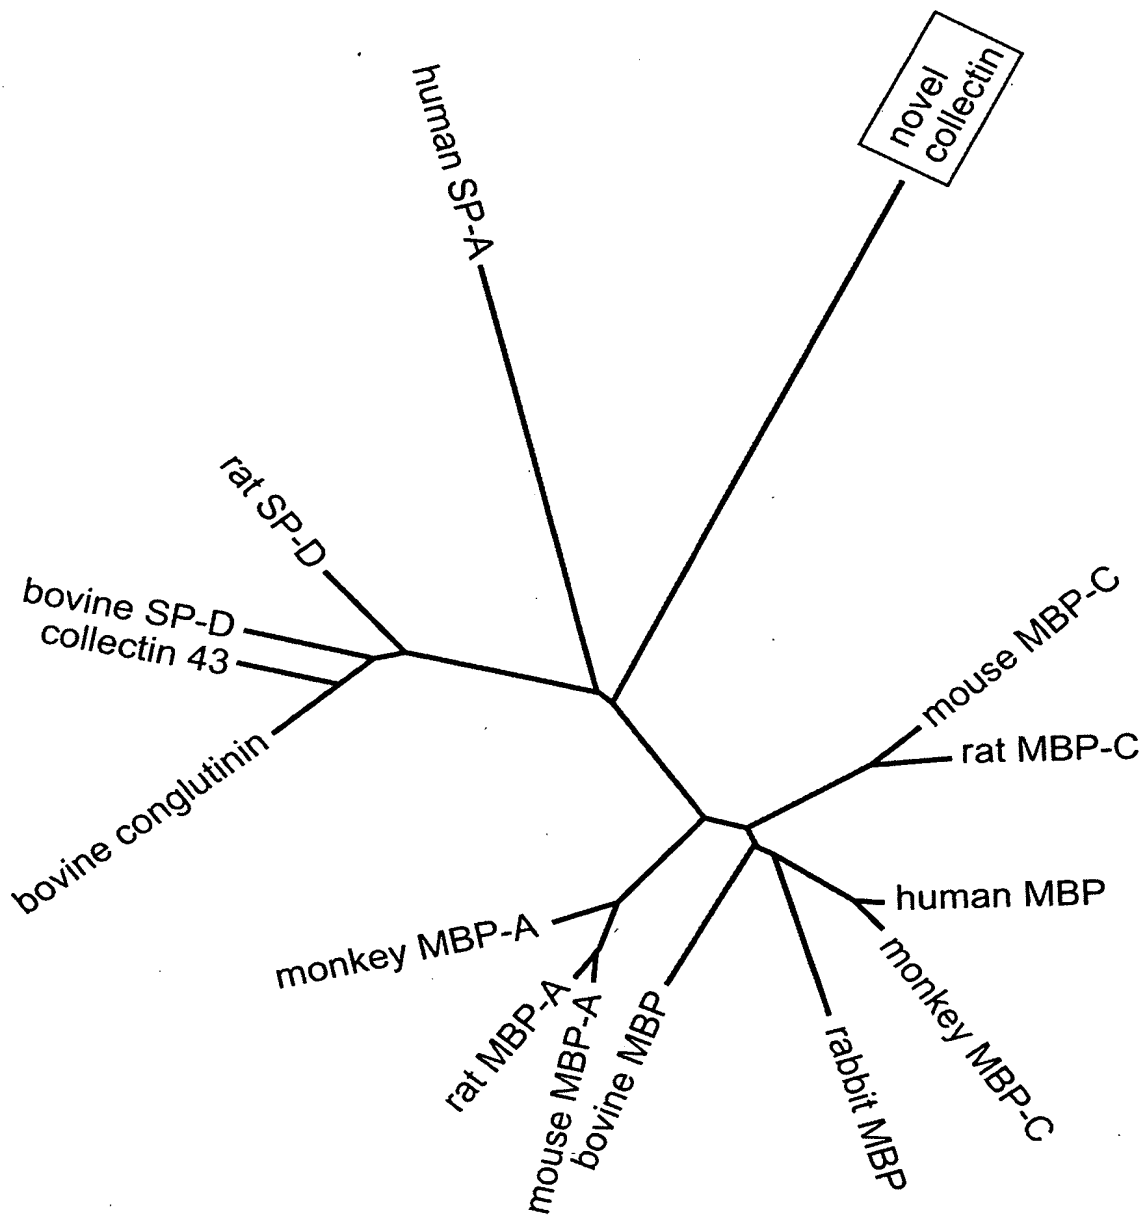 human SP-A
novel
collectin
rat SP-D
bovine SP-D
collectin 43
bovine conglutinin
mouse MBP-C
rat MBP-C
human MBP
monkey MBP-C
rabbit MBP
monkey MBP-A
rat MBP-A
mouse MBP-A
bovine MBP